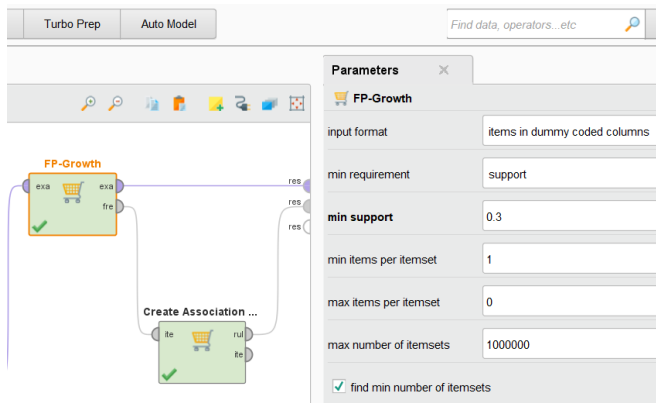 Turbo Prep
Auto Model
Find data, operators...etc
Parameters
FP-Growth
input format
items in dummy coded columns
min requirement
support
min support
0.3
min items per itemset
1
max items per itemset
0
max number of itemsets
1000000
find min number of itemsets
FP-Growth
exa
exa
fre
res
res
res
Create Association ...
ite
rul
ite